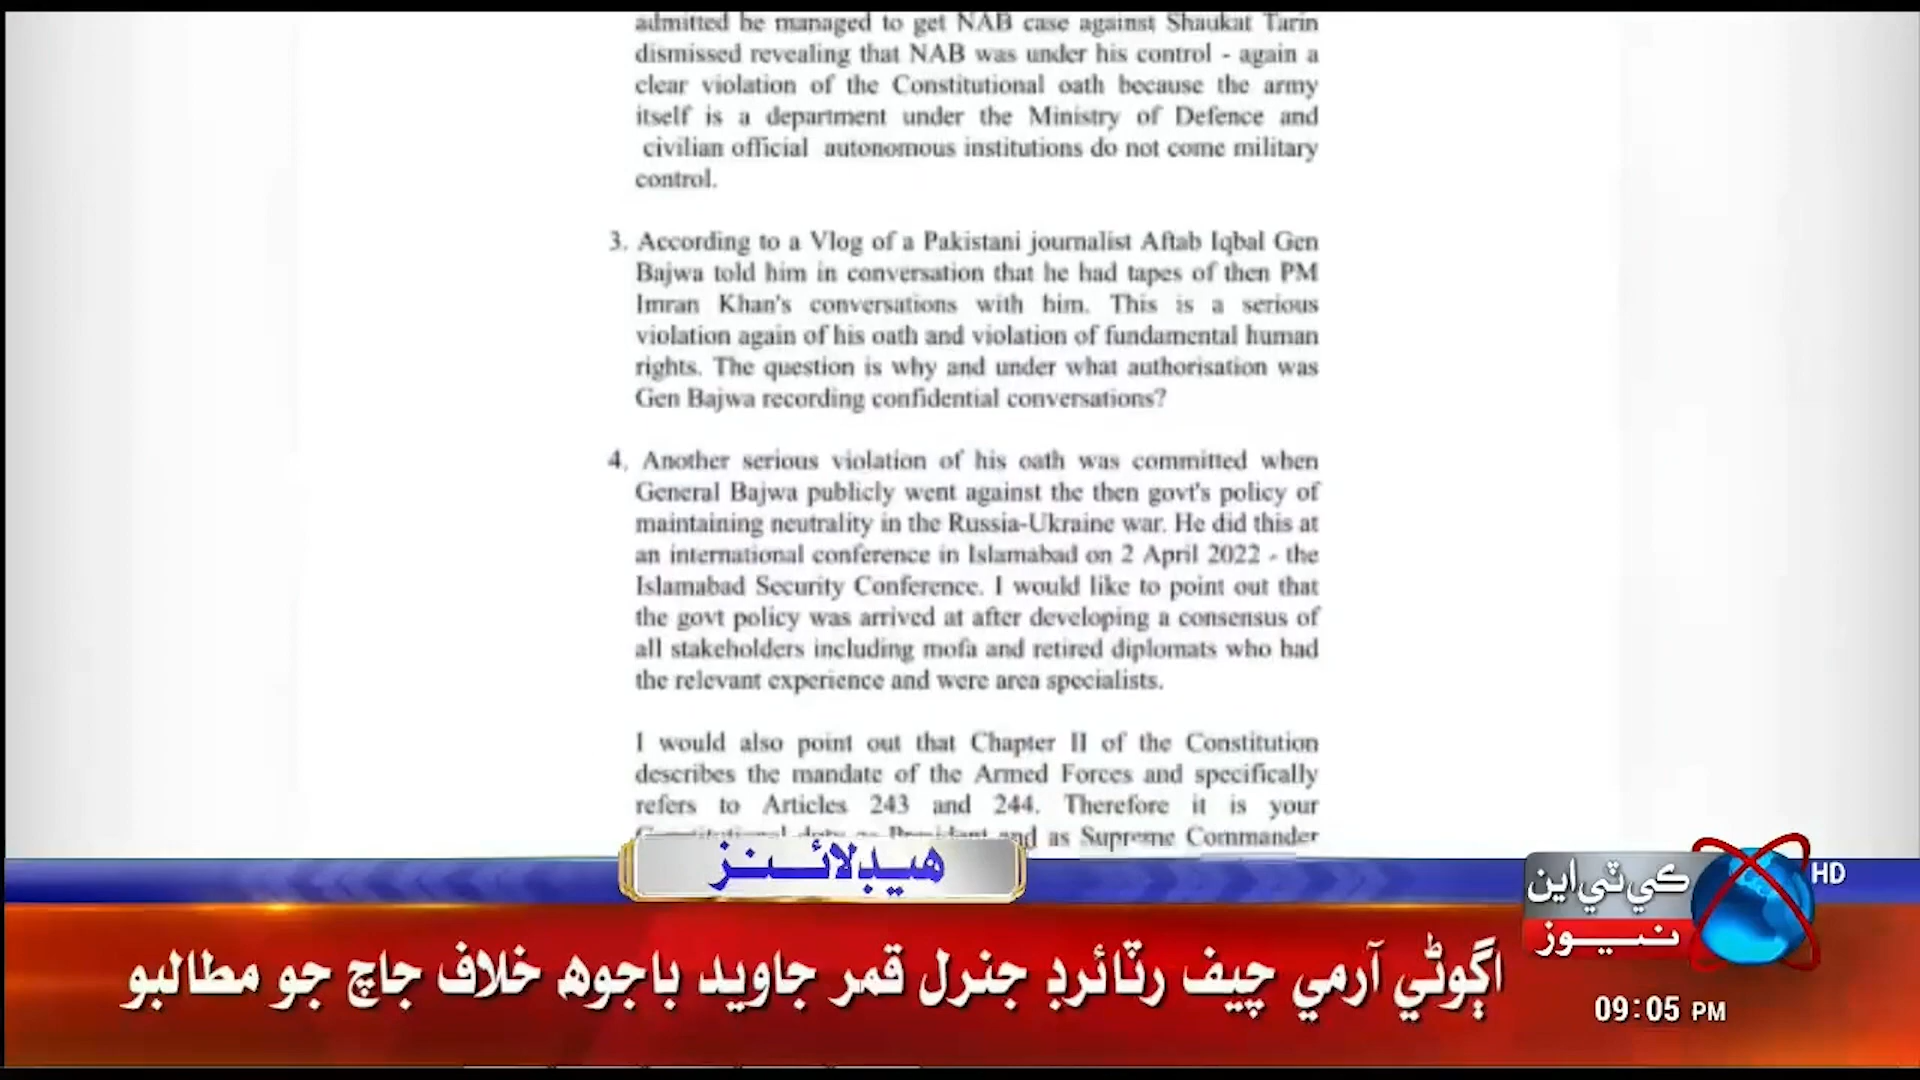 admitted he managed to get NAB case against Shaukat Tarin
dismissed revealing that NAB was under his control - again a
clear violation of the Constitutional oath because the army
itself is a department under the Ministry of Defence and
civilian official autonomous institutions do not come military
control.
3. According to a Vlog of a Pakistani journalist Aftab Iqbal Gen
Bajwa told him in conversation that he had tapes of then PM
Imran Khan's conversations with him. This is a serious
violation again of his oath and violation of fundamental human
rights. The question is why and under what authorisation was
Gen Bajwa recording confidential conversations?
4. Another serious violation of his oath was committed when
General Bajwa publicly went against the then govt's policy of
maintaining neutrality in the Russia-Ukraine war. He did this at
an international conference in Islamabad on 2 April 2022 - the
Islamabad Security Conference. I would like to point out that
the govt policy was arrived at after developing a consensus of
all stakeholders including mofa and retired diplomats who had
the relevant experience and were area specialists.
I would also point out that Chapter II of the Constitution
describes the mandate of the Armed Forces and specifically
refers to Articles 243 and 244. Therefore it is your
Constitutional duty as President and as Supreme Commander
هيڊلائنز
ڪي ٽي اين
HD
نيوز
اڳوڻي آرمي چيف رٽائرڊ جنرل قمر جاويد باجوه خلاف جاچ جو مطالبو
09:05 PM